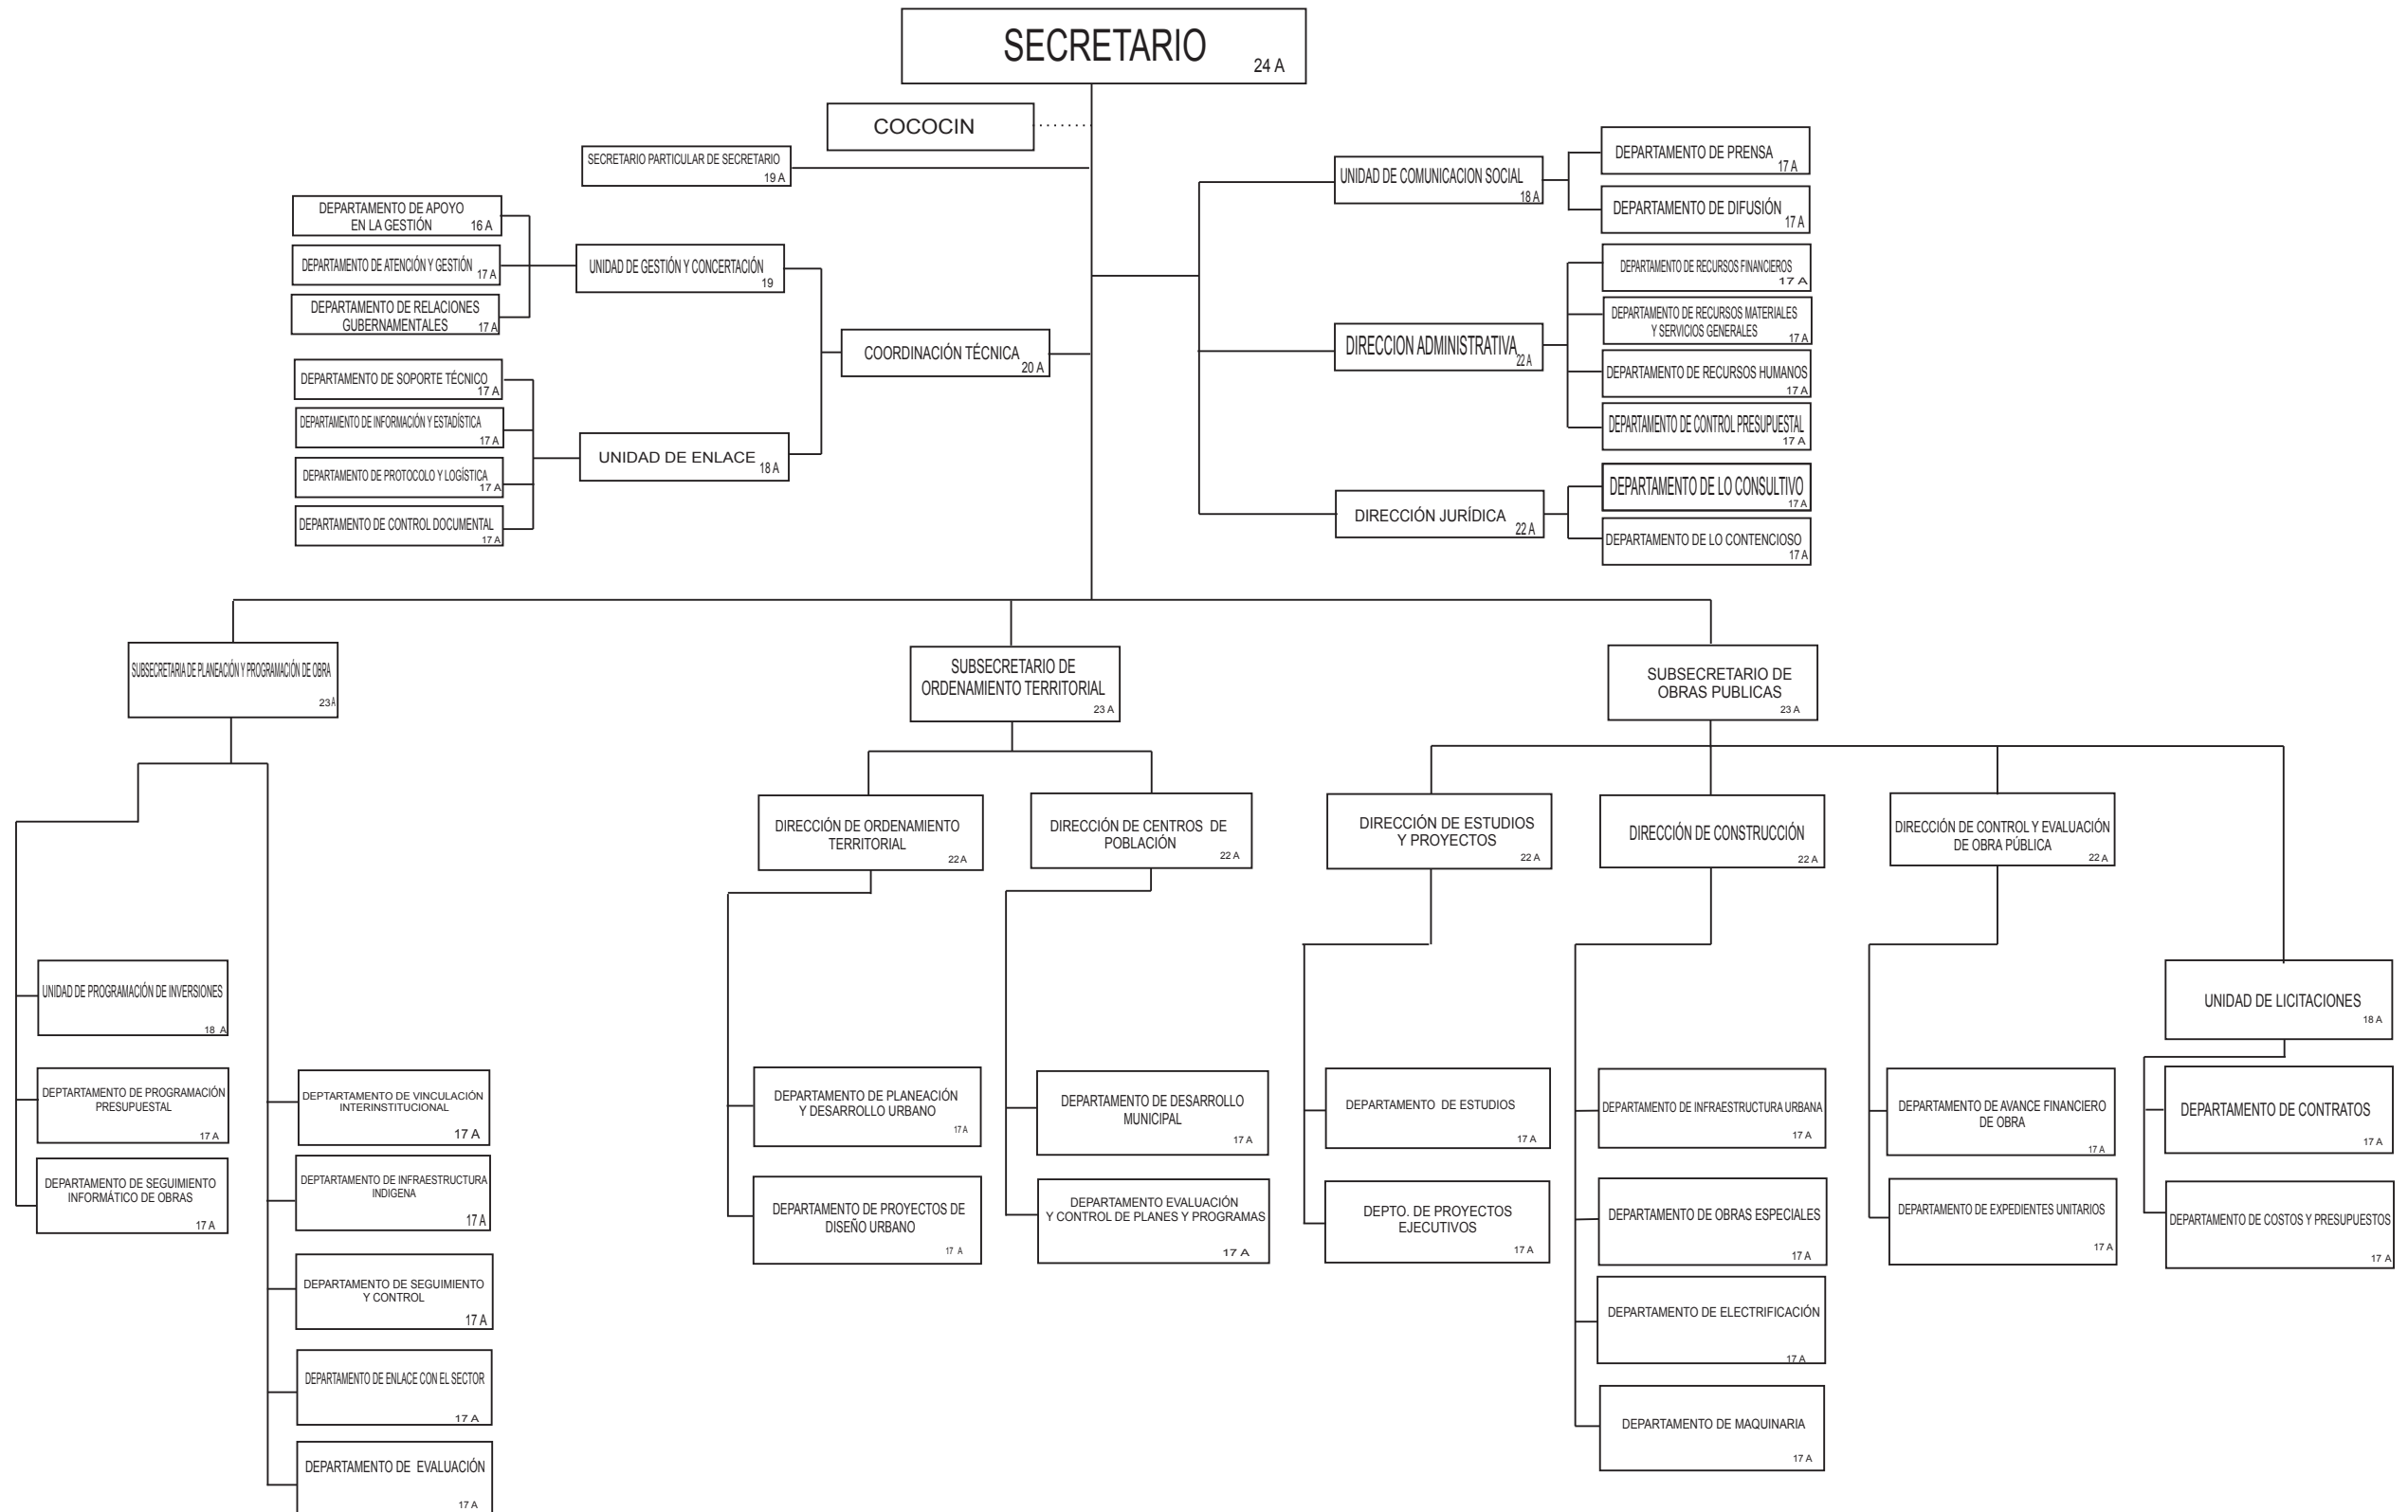 SECRETARIO
24 A
COCOCIN
SECRETARIO PARTICULAR DE SECRETARIO
19 A
DEPARTAMENTO DE APOYO
EN LA GESTIÓN
16 A
DEPARTAMENTO DE ATENCIÓN Y GESTIÓN
17 A
DEPARTAMENTO DE RELACIONES
GUBERNAMENTALES
17 A
UNIDAD DE GESTIÓN Y CONCERTACIÓN
19
COORDINACIÓN TÉCNICA
20 A
DEPARTAMENTO DE SOPORTE TÉCNICO
17 A
DEPARTAMENTO DE INFORMACIÓN Y ESTADÍSTICA
17 A
DEPARTAMENTO DE PROTOCOLO Y LOGÍSTICA
17 A
DEPARTAMENTO DE CONTROL DOCUMENTAL
17 A
UNIDAD DE ENLACE
18 A
UNIDAD DE COMUNICACION SOCIAL
18 A
DEPARTAMENTO DE PRENSA
17 A
DEPARTAMENTO DE DIFUSIÓN
17 A
DIRECCION ADMINISTRATIVA
22 A
DEPARTAMENTO DE RECURSOS FINANCIEROS
17 A
DEPARTAMENTO DE RECURSOS MATERIALES
Y SERVICIOS GENERALES
17 A
DEPARTAMENTO DE RECURSOS HUMANOS
17 A
DEPARTAMENTO DE CONTROL PRESUPUESTAL
17 A
DIRECCIÓN JURÍDICA
22 A
DEPARTAMENTO DE LO CONSULTIVO
17 A
DEPARTAMENTO DE LO CONTENCIOSO
17 A
SUBSECRETARIA DE PLANEACIÓN Y PROGRAMACIÓN DE OBRA
23 A
SUBSECRETARIO DE
ORDENAMIENTO TERRITORIAL
23 A
SUBSECRETARIO DE
OBRAS PUBLICAS
23 A
DIRECCIÓN DE ORDENAMIENTO
TERRITORIAL
22 A
DIRECCIÓN DE CENTROS DE
POBLACIÓN
22 A
DIRECCIÓN DE ESTUDIOS
Y PROYECTOS
22 A
DIRECCIÓN DE CONSTRUCCIÓN
22 A
DIRECCIÓN DE CONTROL Y EVALUACIÓN
DE OBRA PÚBLICA
22 A
UNIDAD DE LICITACIONES
18 A
UNIDAD DE PROGRAMACIÓN DE INVERSIONES
18 A
DEPTARTAMENTO DE PROGRAMACIÓN
PRESUPUESTAL
17 A
DEPARTAMENTO DE SEGUIMIENTO
INFORMÁTICO DE OBRAS
17 A
DEPTARTAMENTO DE VINCULACIÓN
INTERINSTITUCIONAL
17 A
DEPTARTAMENTO DE INFRAESTRUCTURA
INDIGENA
17 A
DEPARTAMENTO DE SEGUIMIENTO
Y CONTROL
17 A
DEPARTAMENTO DE ENLACE CON EL SECTOR
17 A
DEPARTAMENTO DE EVALUACIÓN
17 A
DEPARTAMENTO DE PLANEACIÓN
Y DESARROLLO URBANO
17 A
DEPARTAMENTO DE PROYECTOS DE
DISEÑO URBANO
17 A
DEPARTAMENTO DE DESARROLLO
MUNICIPAL
17 A
DEPARTAMENTO EVALUACIÓN
Y CONTROL DE PLANES Y PROGRAMAS
17 A
DEPARTAMENTO DE ESTUDIOS
17 A
DEPTO. DE PROYECTOS
EJECUTIVOS
17 A
DEPARTAMENTO DE INFRAESTRUCTURA URBANA
17 A
DEPARTAMENTO DE OBRAS ESPECIALES
17 A
DEPARTAMENTO DE ELECTRIFICACIÓN
17 A
DEPARTAMENTO DE MAQUINARIA
17 A
DEPARTAMENTO DE AVANCE FINANCIERO
DE OBRA
17 A
DEPARTAMENTO DE EXPEDIENTES UNITARIOS
17 A
DEPARTAMENTO DE CONTRATOS
17 A
DEPARTAMENTO DE COSTOS Y PRESUPUESTOS
17 A